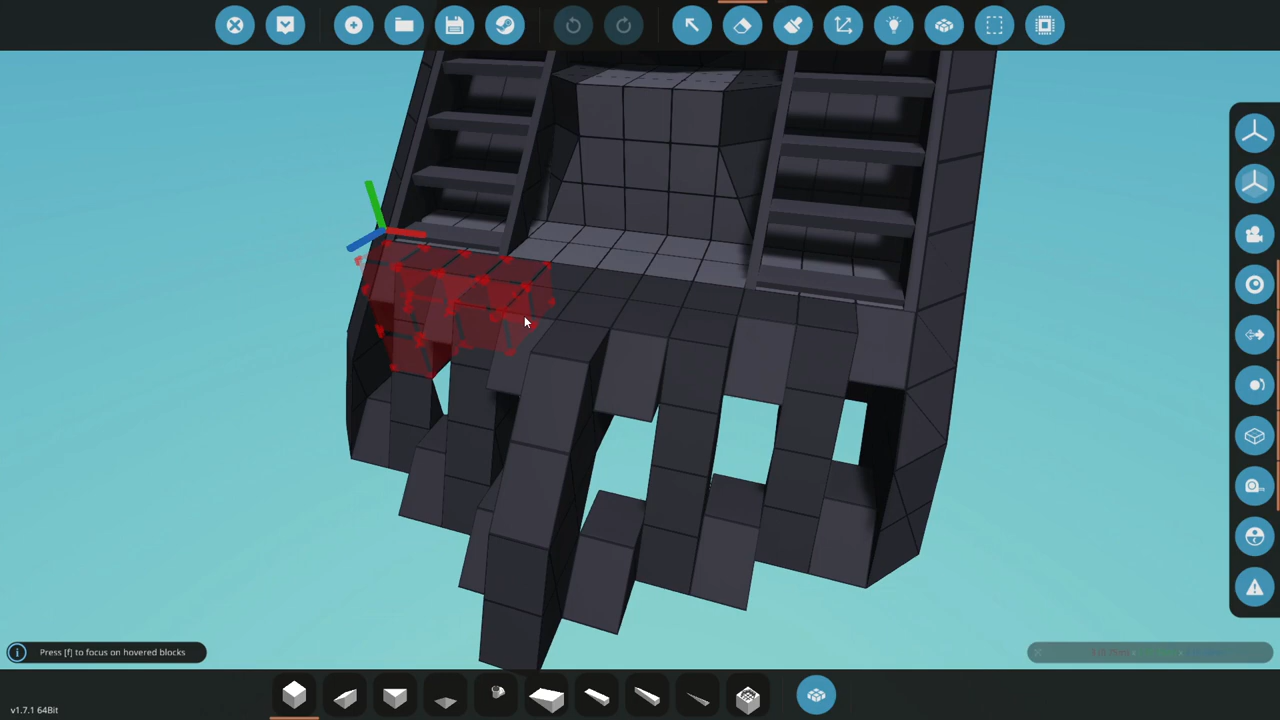 Press [f] to focus on hovered blocks
v1.7.1 64Bit